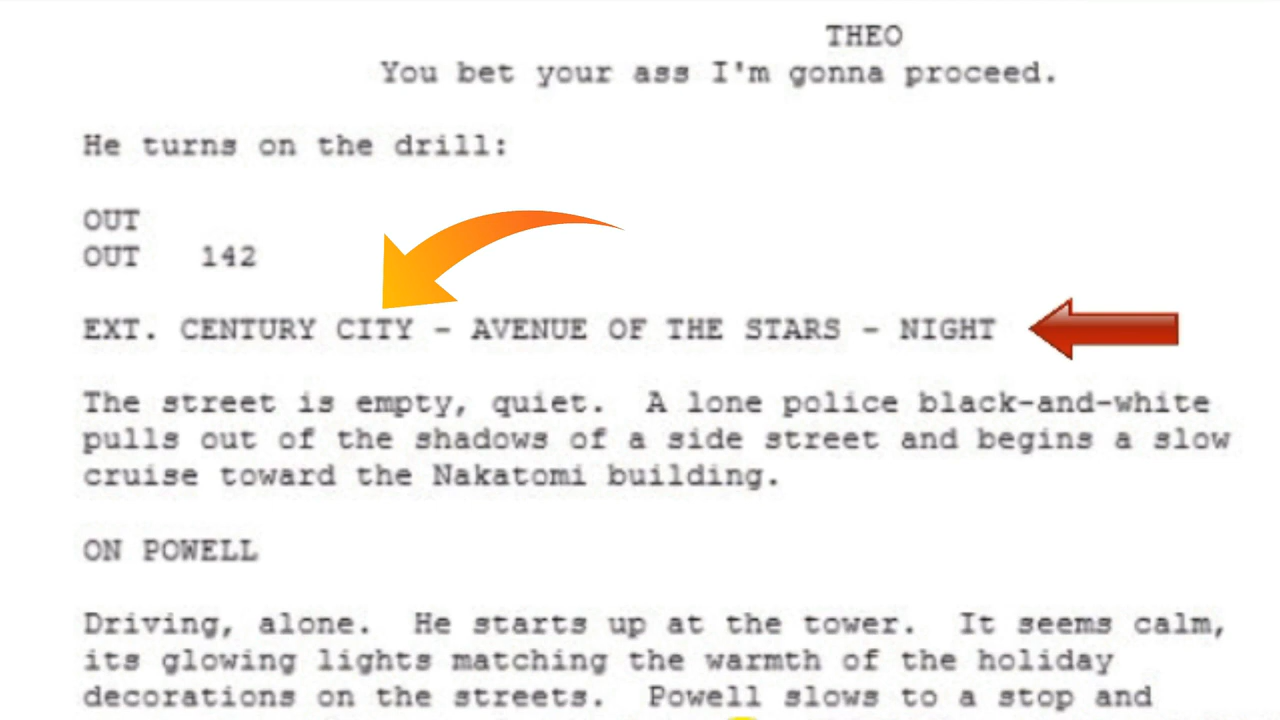 THEO
You bet your ass I'm gonna proceed.
He turns on the drill:
OUT
OUT 142
EXT. CENTURY CITY - AVENUE OF THE STARS - NIGHT
The street is empty, quiet. A lone police black-and-white
pulls out of the shadows of a side street and begins a slow
cruise toward the Nakatomi building.
ON POWELL
Driving, alone. He starts up at the tower. It seems calm,
its glowing lights matching the warmth of the holiday
decorations on the streets. Powell slows to a stop and